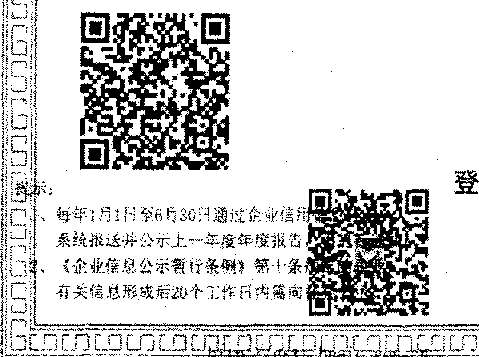 登
提示:
1、每年1月1日至6月30日通过企业信用
系统报送并公示上一年度年度报告
2、《企业信息公示暂行条例》第十条
有关信息形成后20个工作日内需向